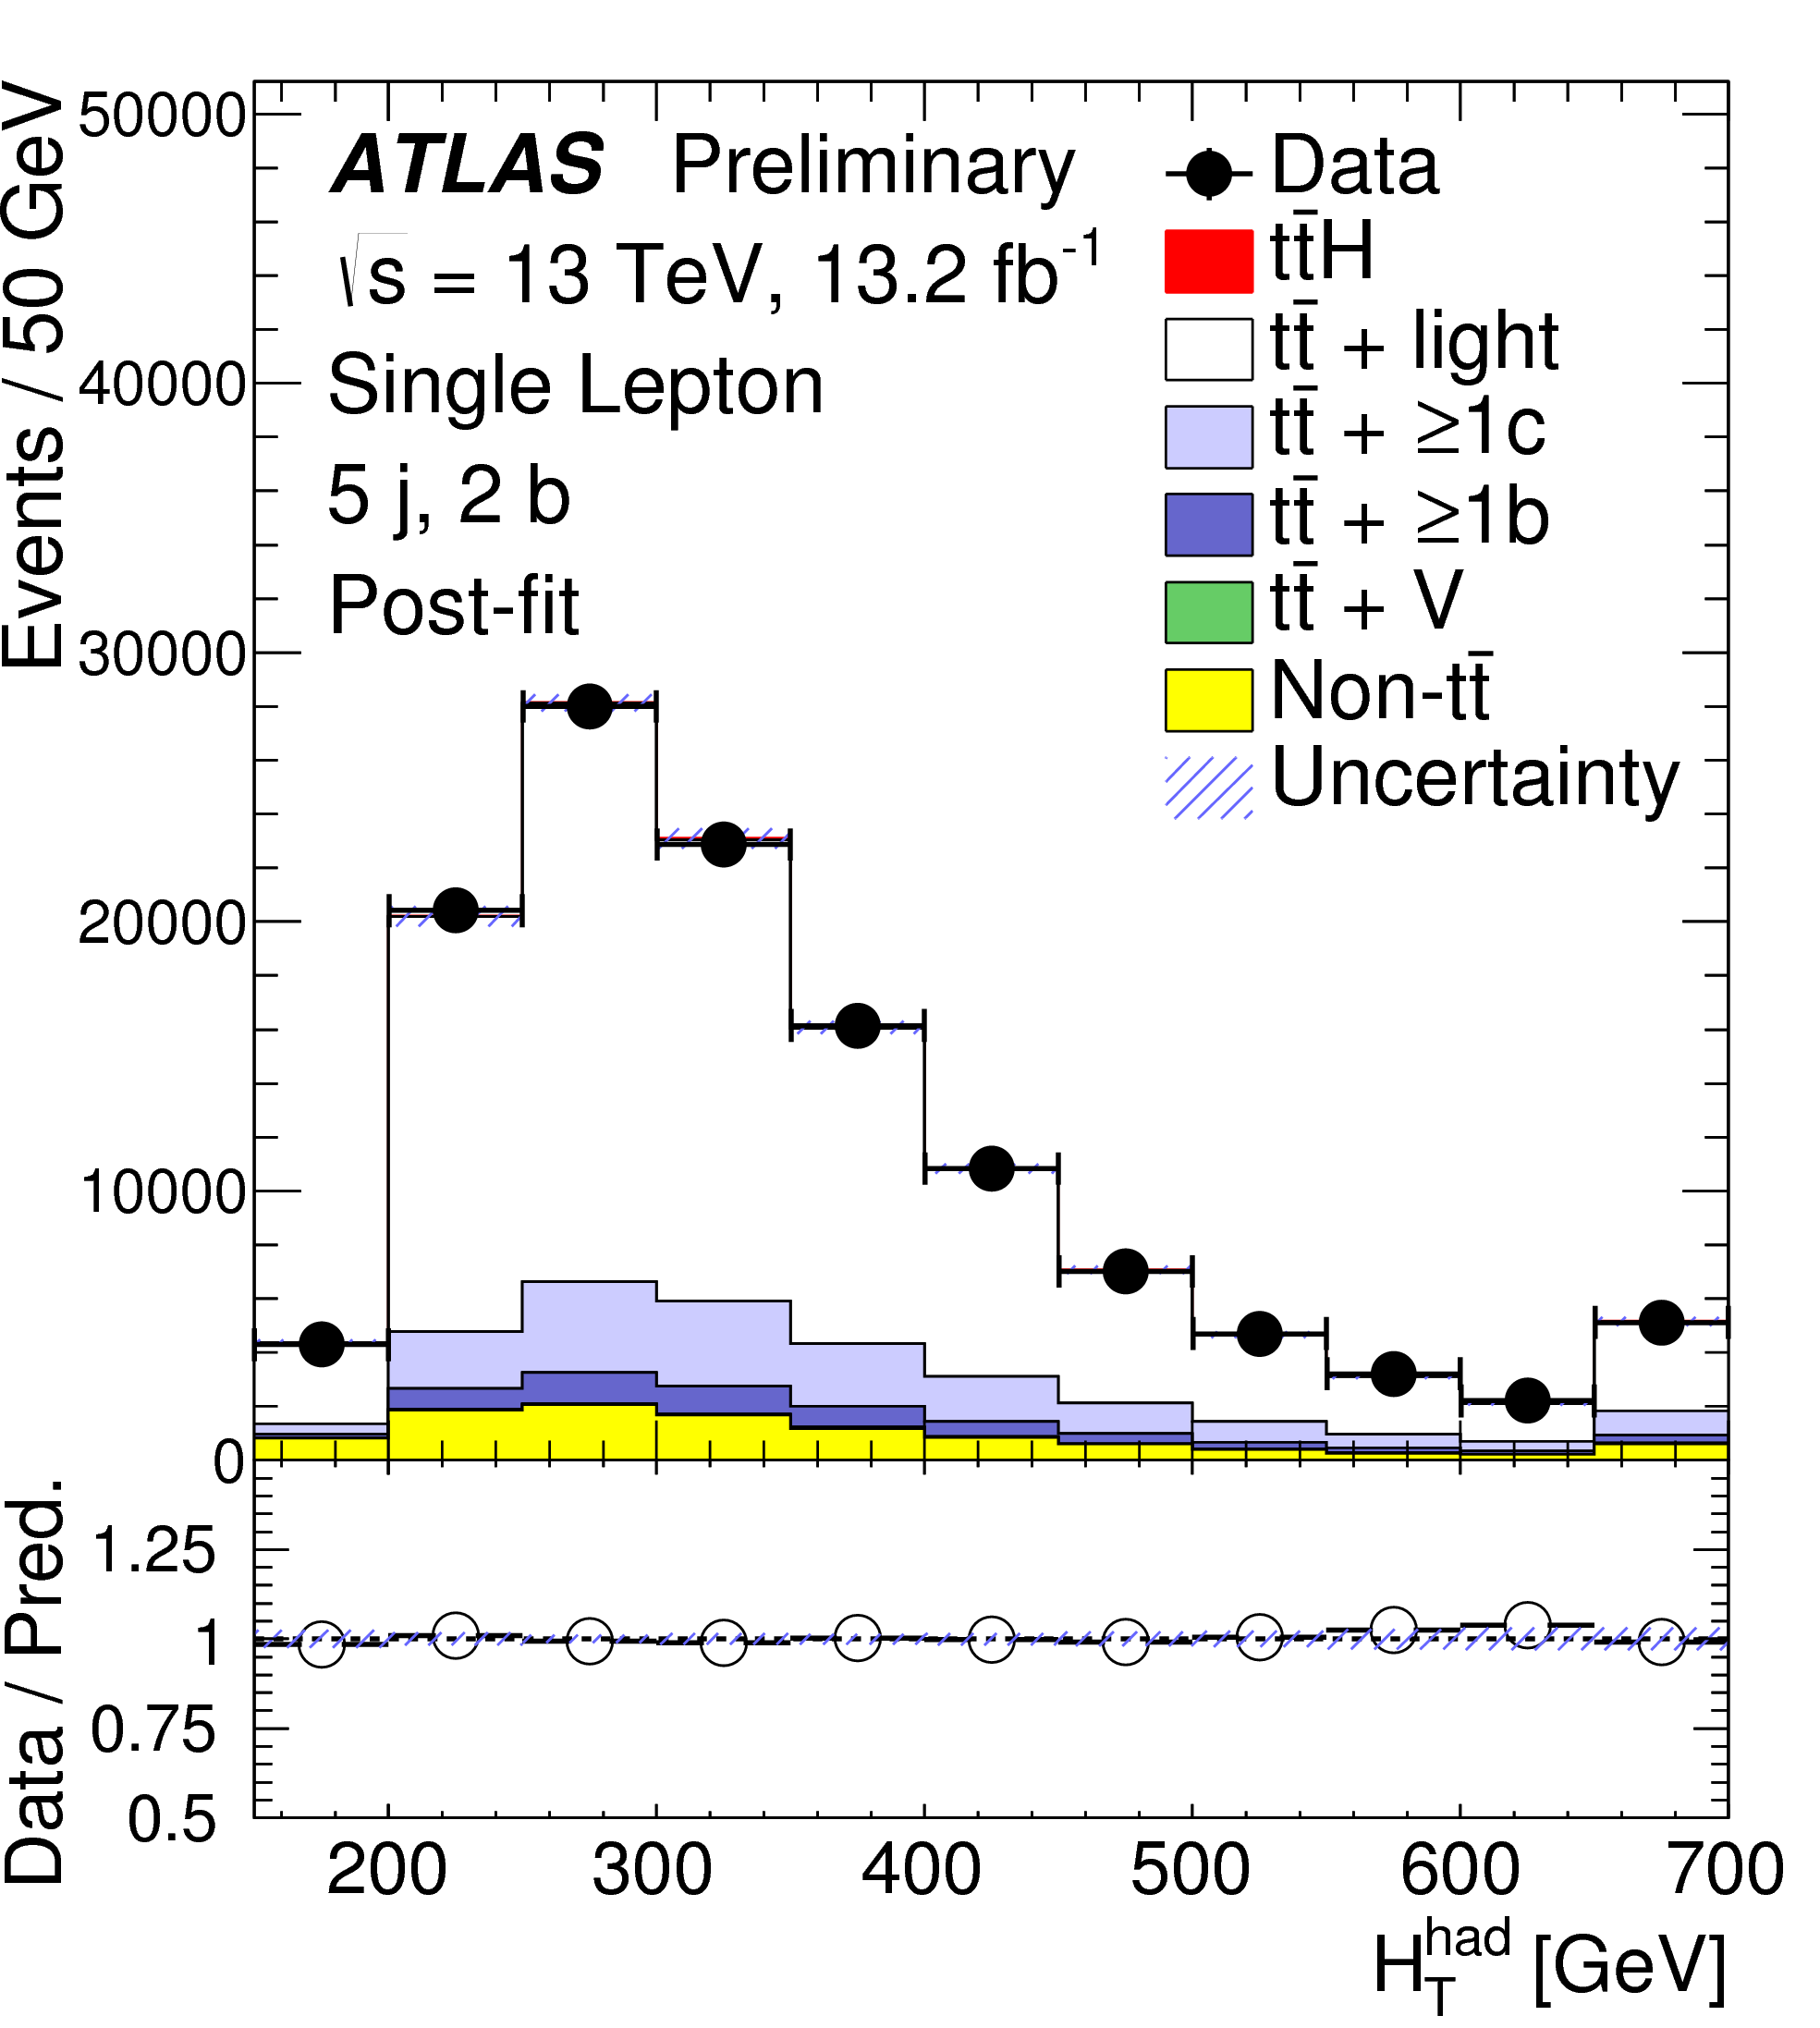 Events / 50 GeV
50000
40000
30000
20000
10000
0
ATLAS Preliminary
√s = 13 TeV, 13.2 fb⁻¹
Single Lepton
5 j, 2 b
Post-fit
Data
tt̄H
tt̄ + light
tt̄ + ≥1c
tt̄ + ≥1b
tt̄ + V
Non-tt̄
Uncertainty
Data / Pred.
1.25
1
0.75
0.5
200 300 400 500 600 700
H_T^had [GeV]